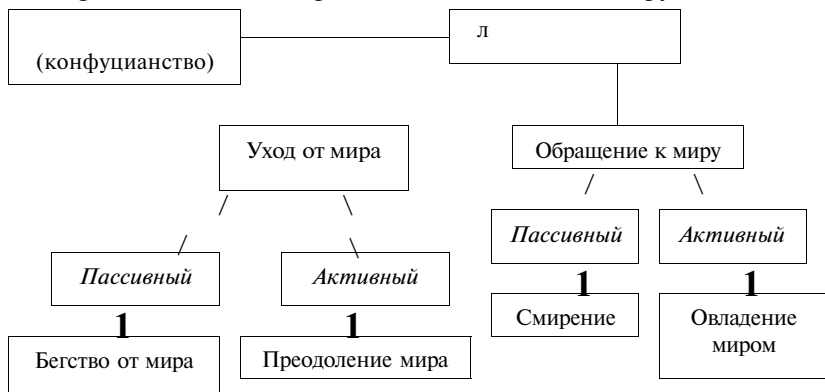 л
(конфуцианство)
Уход от мира
Обращение к миру
Пассивный
Активный
Пассивный
Активный
1
1
1
1
Смирение
Овладение
миром
Бегство от мира
Преодоление мира